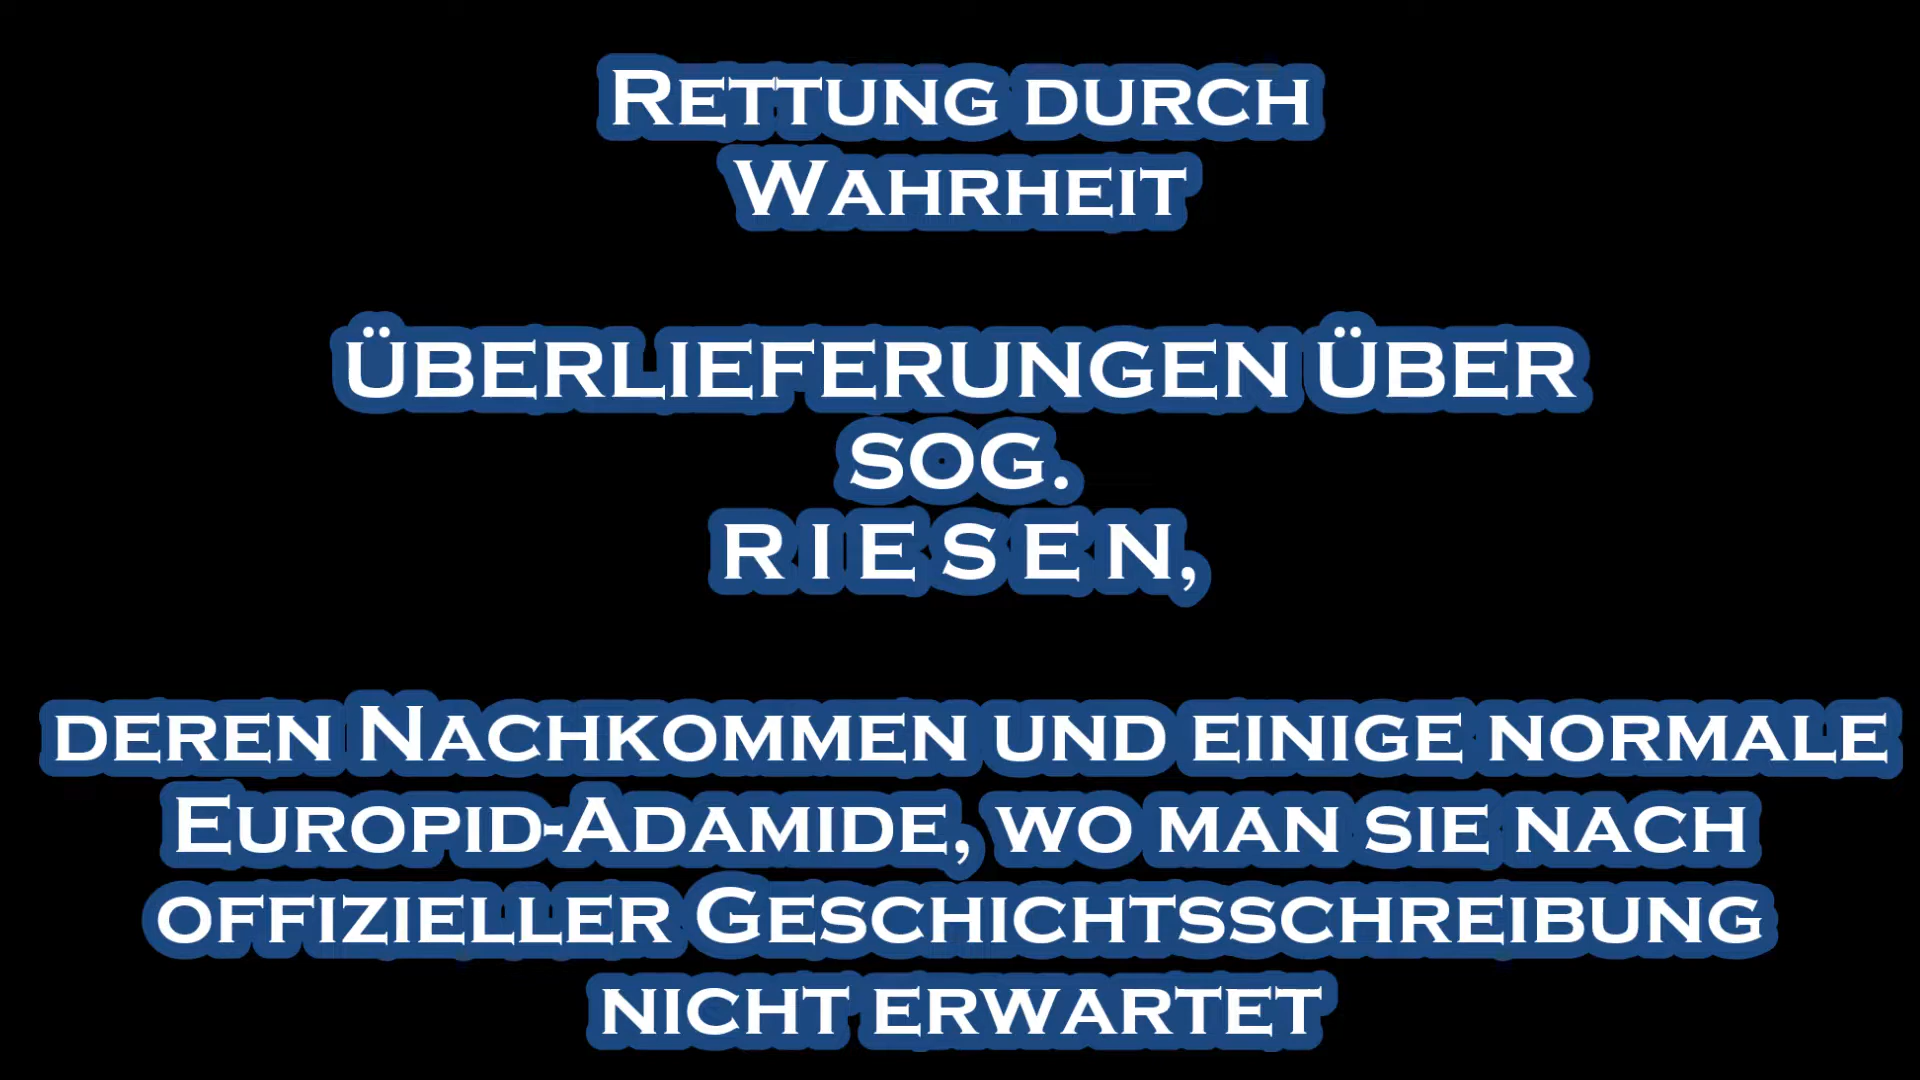 Rettung durch
Wahrheit
ÜBERLIEFERUNGEN ÜBER
SOG.
R I E S E N,
deren Nachkommen und einige normale
Europid-Adamide, wo man sie nach
offizieller Geschichtsschreibung
nicht erwartet